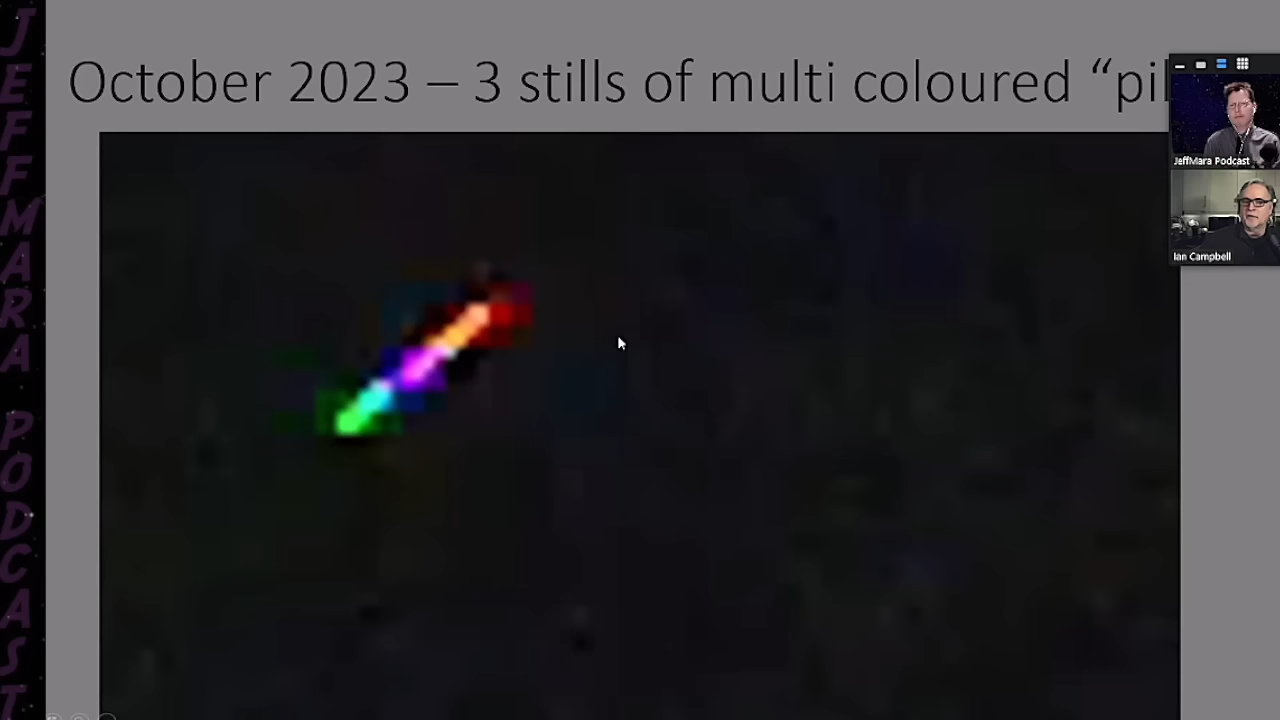 JEFFMARA PODCAST
October 2023 – 3 stills of multi coloured “pil
JeffMara Podcast
Ian Campbell